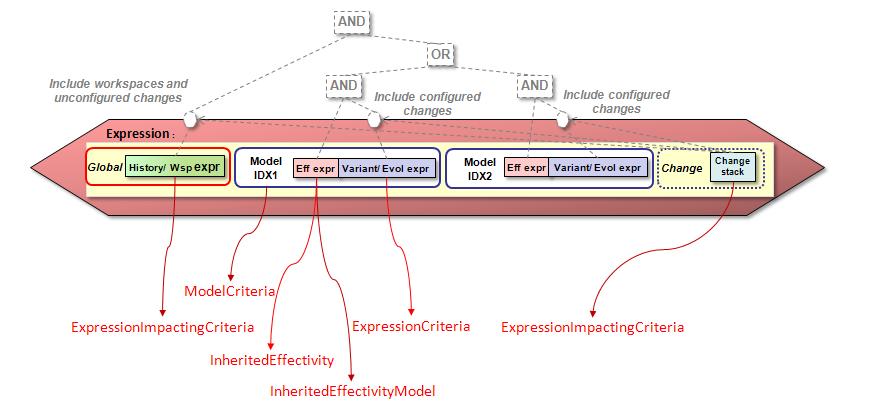 AND
OR
AND
AND
Include workspaces and
unconfigured changes
Include configured
changes
Include configured
changes
Expression :
Global
History/ Wsp expr
Model
IDX1
Eff expr
Variant/ Evol expr
Model
IDX2
Eff expr
Variant/ Evol expr
Change
Change
stack
ModelCriteria
ExpressionImpactingCriteria
ExpressionCriteria
ExpressionImpactingCriteria
InheritedEffectivity
InheritedEffectivityModel